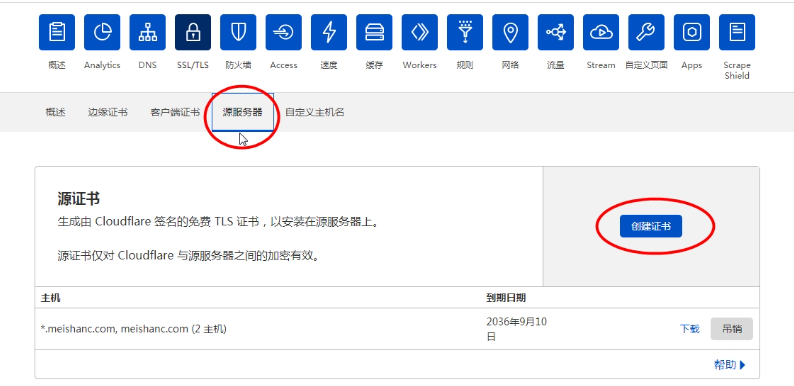 概述 Analytics DNS SSL/TLS 防火墙 Access 速度 缓存 Workers 规则 网络 流量 Stream 自定义页面 Apps Scrape Shield
概述 边缘证书 客户端证书 源服务器 自定义主机名
源证书
生成由 Cloudflare 签名的免费 TLS 证书，以安装在源服务器上。
创建证书
源证书仅对 Cloudflare 与源服务器之间的加密有效。
主机 到期日期
*.meishanc.com, meishanc.com (2 主机) 2036年9月10日 下载 吊销
帮助